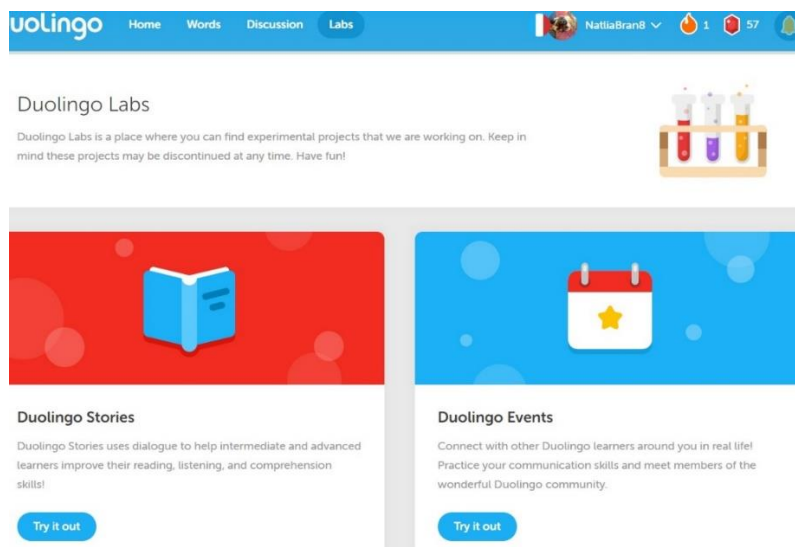 uolingo Home Words Discussion Labs NatliaBran8 1 57
Duolingo Labs
Duolingo Labs is a place where you can find experimental projects that we are working on. Keep in
mind these projects may be discontinued at any time. Have fun!
Duolingo Stories
Duolingo Stories uses dialogue to help intermediate and advanced
learners improve their reading, listening, and comprehension
skills!
Try it out
Duolingo Events
Connect with other Duolingo learners around you in real life!
Practice your communication skills and meet members of the
wonderful Duolingo community.
Try it out